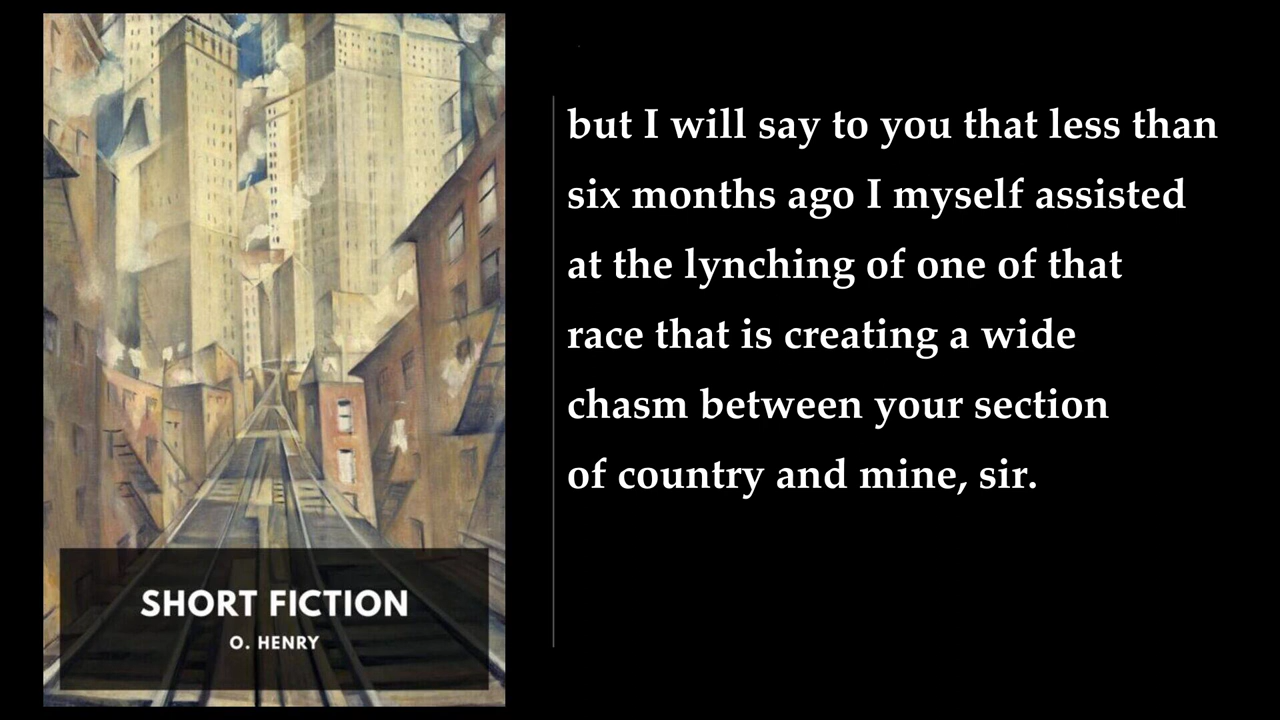 but I will say to you that less than
six months ago I myself assisted
at the lynching of one of that
race that is creating a wide
chasm between your section
of country and mine, sir.
SHORT FICTION
O. HENRY